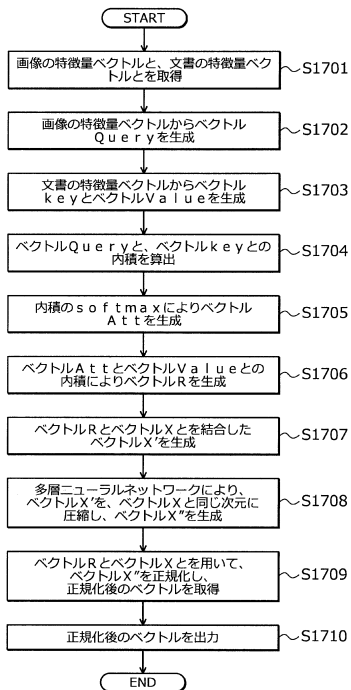 START
画像の特徴量ベクトルと、文書の特徴量ベク
トルとを取得
S1701
画像の特徴量ベクトルからベクトル
Queryを生成
S1702
文書の特徴量ベクトルからベクトル
keyとベクトルValueを生成
S1703
ベクトルQueryと、ベクトルkeyとの
内積を算出
S1704
内積のsoftmaxによりベクトル
Attを生成
S1705
ベクトルAttとベクトルValueとの
内積によりベクトルRを生成
S1706
ベクトルRとベクトルXとを結合した
ベクトルX'を生成
S1707
多層ニューラルネットワークにより、
ベクトルX'を、ベクトルXと同じ次元に
圧縮し、ベクトルX"を生成
S1708
ベクトルRとベクトルXとを用いて、
ベクトルX"を正規化し、
正規化後のベクトルを取得
S1709
正規化後のベクトルを出力
S1710
END